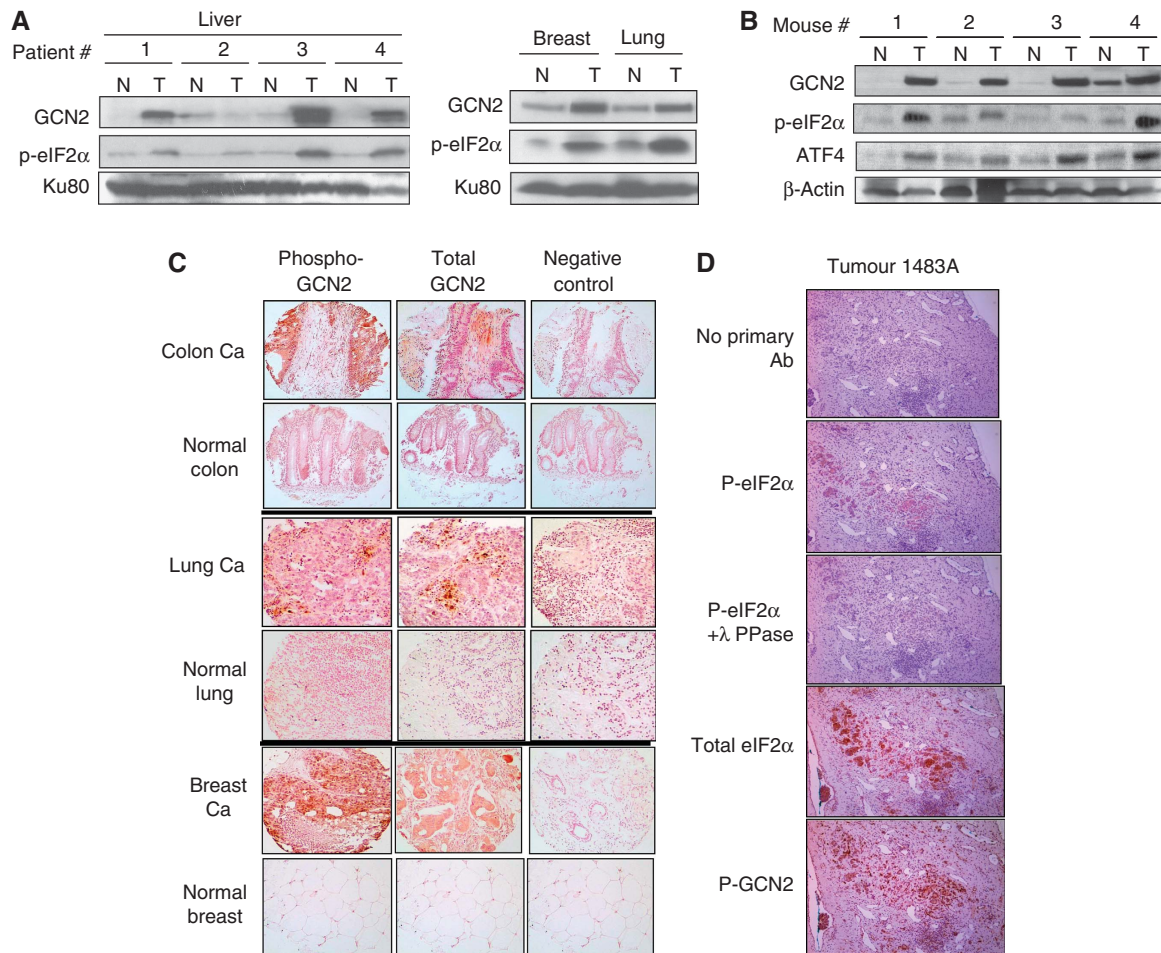 A
Liver
Patient # 1 2 3 4
N T N T N T N T
GCN2
p-eIF2α
Ku80
Breast Lung
N T N T
GCN2
p-eIF2α
Ku80
B
Mouse # 1 2 3 4
N T N T N T N T
GCN2
p-eIF2α
ATF4
β-Actin
C
Phospho-
GCN2
Total
GCN2
Negative
control
Colon Ca
Normal
colon
Lung Ca
Normal
lung
Breast
Ca
Normal
breast
D
Tumour 1483A
No primary
Ab
P-eIF2α
P-eIF2α
+λ PPase
Total eIF2α
P-GCN2